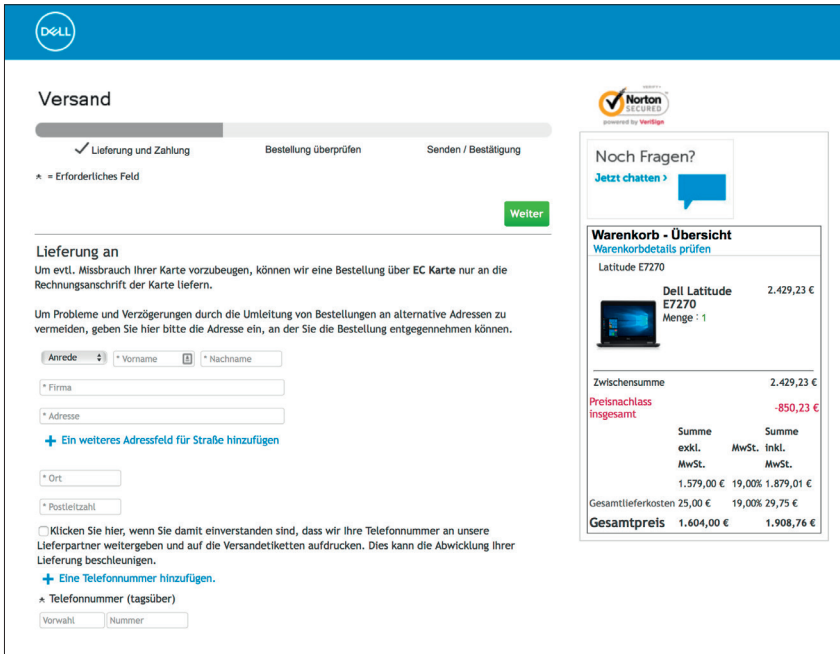 DELL
Versand
Lieferung und Zahlung
Bestellung überprüfen
Senden / Bestätigung
* = Erforderliches Feld
Weiter
Lieferung an
Um evtl. Missbrauch Ihrer Karte vorzubeugen, können wir eine Bestellung über EC Karte nur an die
Rechnungsanschrift der Karte liefern.
Um Probleme und Verzögerungen durch die Umleitung von Bestellungen an alternative Adressen zu
vermeiden, geben Sie hier bitte die Adresse ein, an der Sie die Bestellung entgegennehmen können.
Anrede * Vorname * Nachname
* Firma
* Adresse
+ Ein weiteres Adressfeld für Straße hinzufügen
* Ort
* Postleitzahl
Klicken Sie hier, wenn Sie damit einverstanden sind, dass wir Ihre Telefonnummer an unsere
Lieferpartner weitergeben und auf die Versandetiketten aufdrucken. Dies kann die Abwicklung Ihrer
Lieferung beschleunigen.
+ Eine Telefonnummer hinzufügen.
* Telefonnummer (tagsüber)
Vorwahl Nummer
Norton
SECURED
powered by VeriSign
Noch Fragen?
Jetzt chatten >
Warenkorb - Übersicht
Warenkorbdetails prüfen
Latitude E7270
Dell Latitude 2.429,23 €
E7270
Menge : 1
Zwischensumme 2.429,23 €
Preisnachlass
insgesamt -850,23 €
Summe Summe
exkl. MwSt. inkl.
MwSt. MwSt.
1.579,00 € 19,00% 1.879,01 €
Gesamtlieferkosten 25,00 € 19,00% 29,75 €
Gesamtpreis 1.604,00 € 1.908,76 €